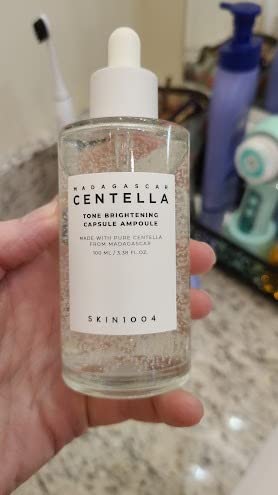 MADAGASCAR
CENTELLA
TONE BRIGHTENING
CAPSULE AMPOULE
MADE WITH PURE CENTELLA
FROM MADAGASCAR
100 ML / 3.38 FL.OZ.
SKIN1004